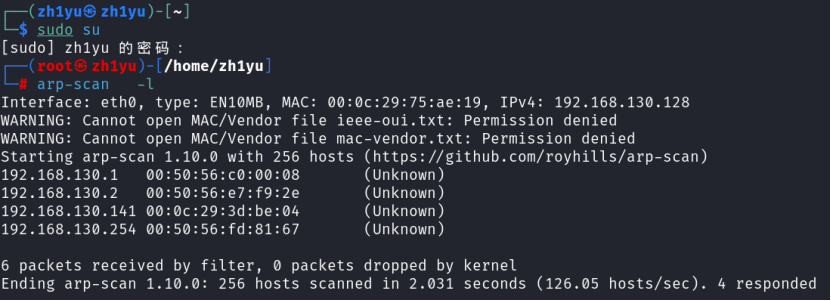 ┌──(zh1yu㉿zh1yu)-[~]
└─$ sudo su
[sudo] zh1yu 的密码：
┌──(root㉿zh1yu)-[/home/zh1yu]
└─# arp-scan   -l
Interface: eth0, type: EN10MB, MAC: 00:0c:29:75:ae:19, IPv4: 192.168.130.128
WARNING: Cannot open MAC/Vendor file ieee-oui.txt: Permission denied
WARNING: Cannot open MAC/Vendor file mac-vendor.txt: Permission denied
Starting arp-scan 1.10.0 with 256 hosts (https://github.com/royhills/arp-scan)
192.168.130.1   00:50:56:c0:00:08       (Unknown)
192.168.130.2   00:50:56:e7:f9:2e       (Unknown)
192.168.130.141 00:0c:29:3d:be:04       (Unknown)
192.168.130.254 00:50:56:fd:81:67       (Unknown)

6 packets received by filter, 0 packets dropped by kernel
Ending arp-scan 1.10.0: 256 hosts scanned in 2.031 seconds (126.05 hosts/sec). 4 responded